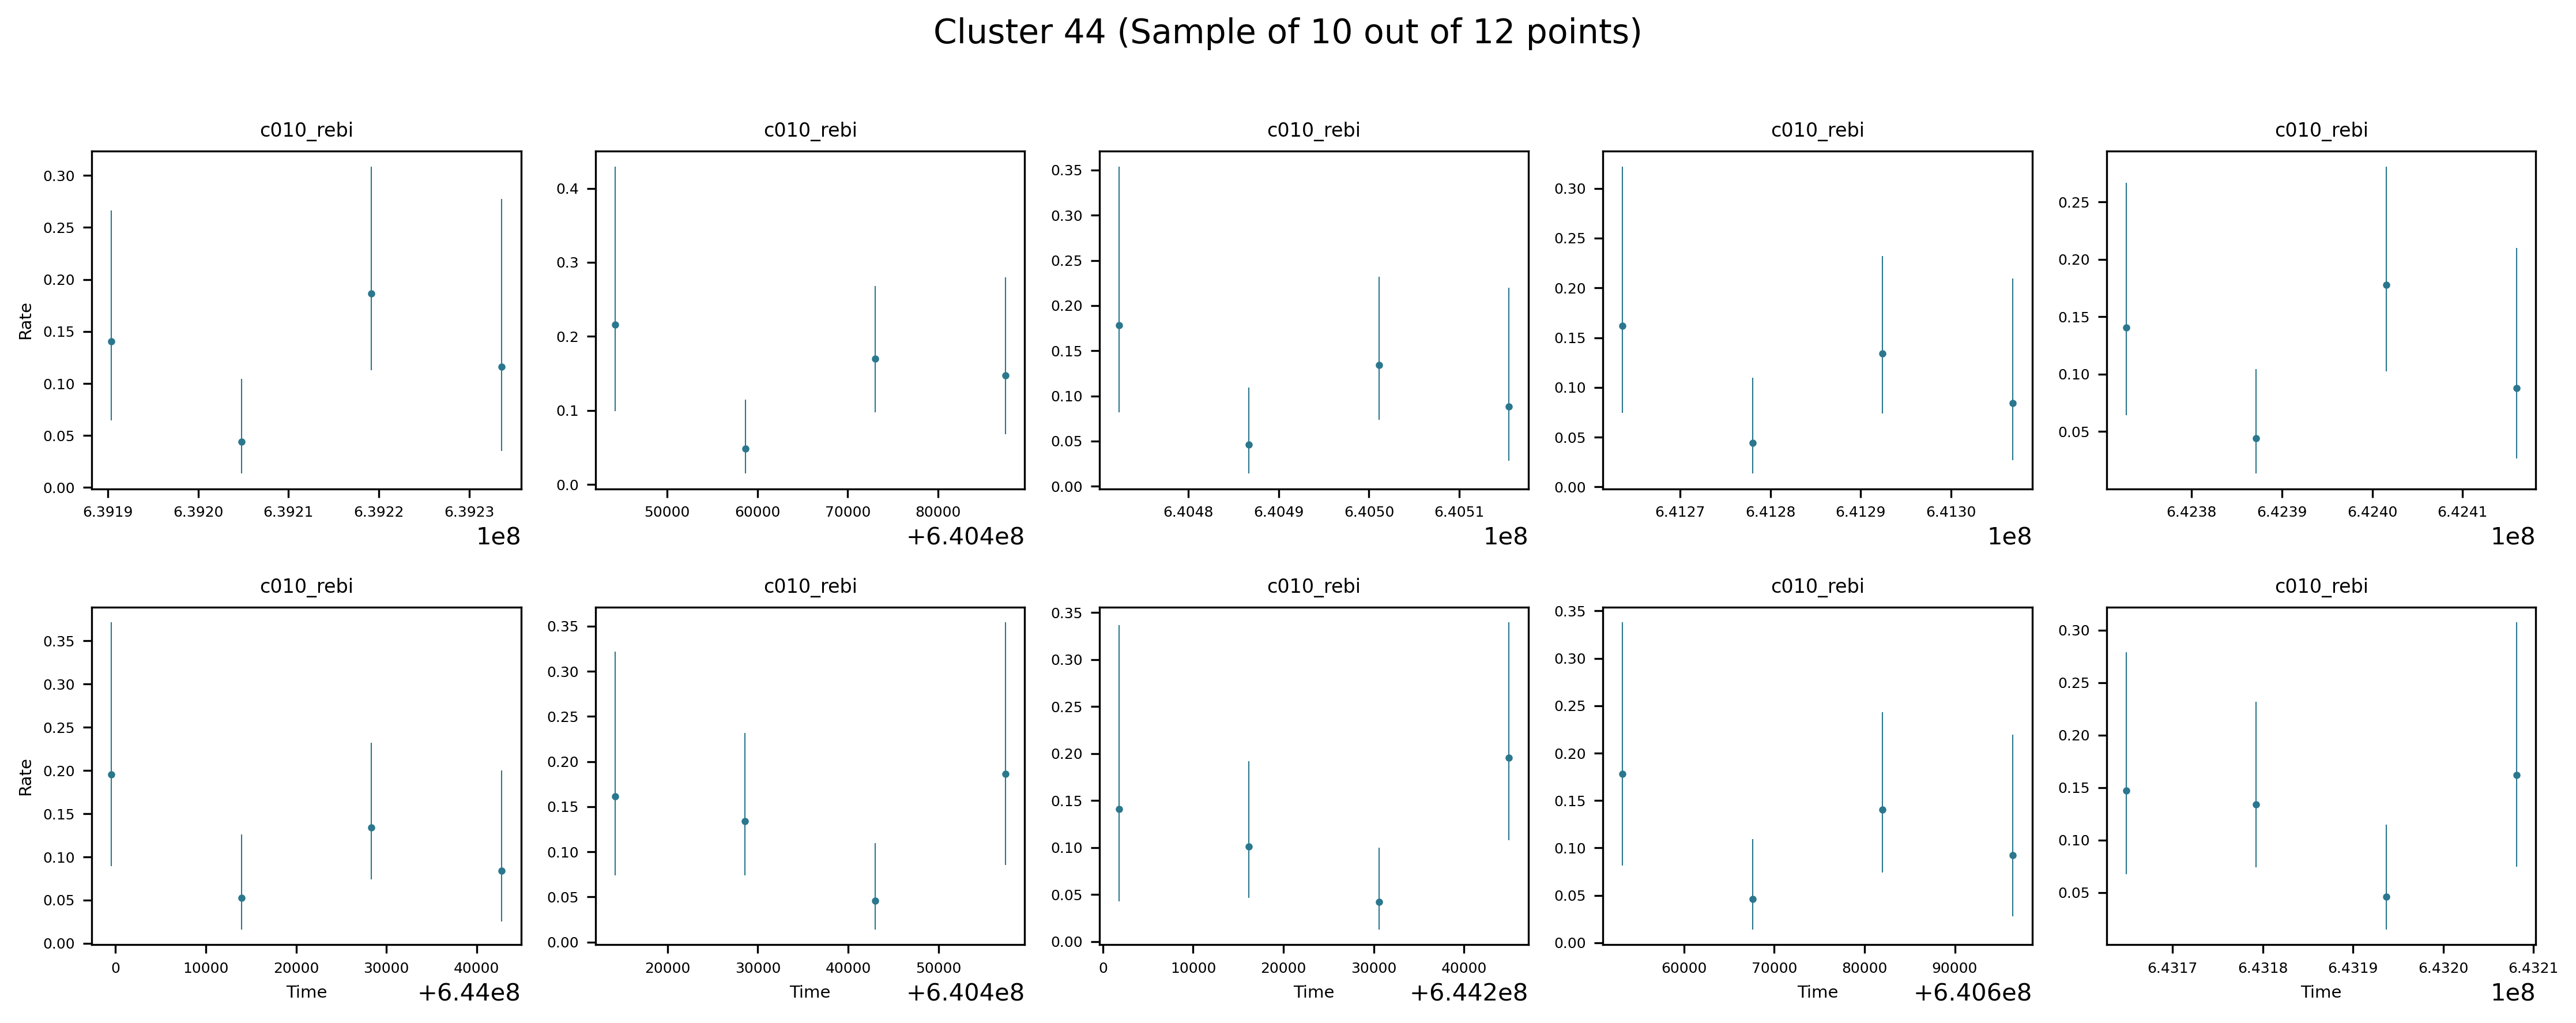 Cluster 44 (Sample of 10 out of 12 points)
c010_rebi c010_rebi c010_rebi c010_rebi c010_rebi
Rate
0.30 0.25 0.20 0.15 0.10 0.05 0.00
6.3919 6.3920 6.3921 6.3922 6.3923
1e8
0.4 0.3 0.2 0.1 0.0
50000 60000 70000 80000
+6.404e8
0.35 0.30 0.25 0.20 0.15 0.10 0.05 0.00
6.4048 6.4049 6.4050 6.4051
1e8
0.30 0.25 0.20 0.15 0.10 0.05 0.00
6.4127 6.4128 6.4129 6.4130
1e8
0.25 0.20 0.15 0.10 0.05
6.4238 6.4239 6.4240 6.4241
1e8
c010_rebi c010_rebi c010_rebi c010_rebi c010_rebi
Rate
0.35 0.30 0.25 0.20 0.15 0.10 0.05 0.00
0 10000 20000 30000 40000
Time +6.44e8
0.35 0.30 0.25 0.20 0.15 0.10 0.05 0.00
20000 30000 40000 50000
Time +6.404e8
0.35 0.30 0.25 0.20 0.15 0.10 0.05 0.00
0 10000 20000 30000 40000
Time +6.442e8
0.35 0.30 0.25 0.20 0.15 0.10 0.05 0.00
60000 70000 80000 90000
Time +6.406e8
0.30 0.25 0.20 0.15 0.10 0.05
6.4317 6.4318 6.4319 6.4320 6.4321
Time 1e8